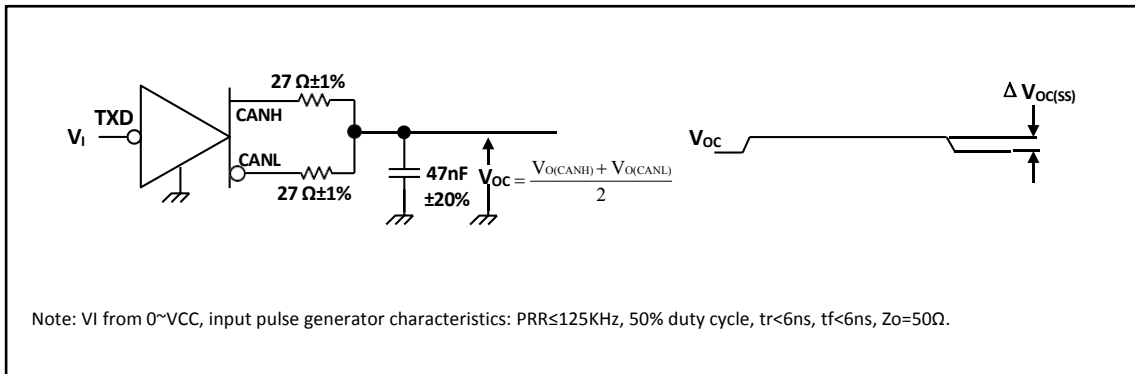 27 Ω±1%
TXD
CANH
VI
CANL
27 Ω±1%
47nF
±20%
VOC = VO(CANH) + VO(CANL)
2
Δ VOC(SS)
VOC
Note: VI from 0~VCC, input pulse generator characteristics: PRR≤125KHz, 50% duty cycle, tr<6ns, tf<6ns, Zo=50Ω.